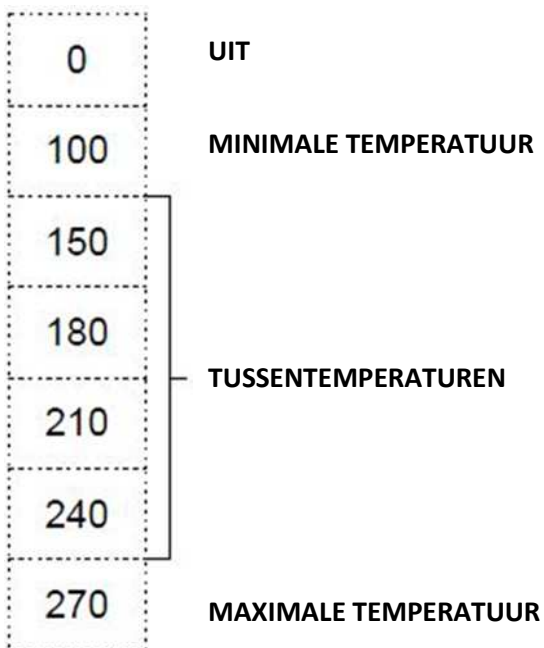 0 UIT
100 MINIMALE TEMPERATUUR
150
180
TUSSENTEMPERATUREN
210
240
270 MAXIMALE TEMPERATUUR